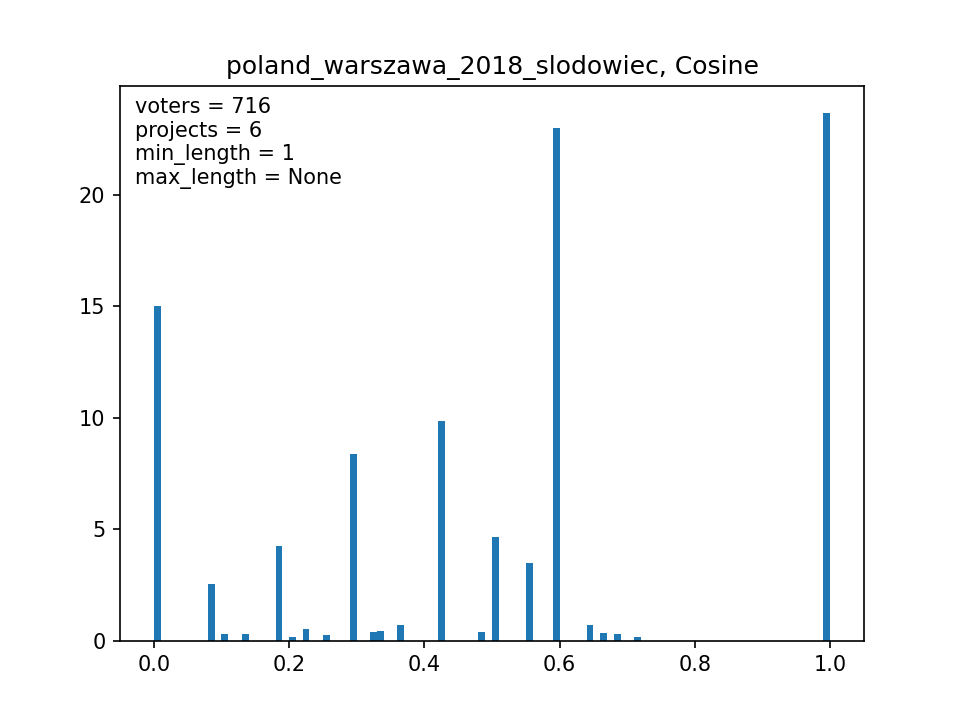 poland_warszawa_2018_slodowiec, Cosine
voters = 716
projects = 6
min_length = 1
max_length = None
20
15
10
5
0
0.0 0.2 0.4 0.6 0.8 1.0